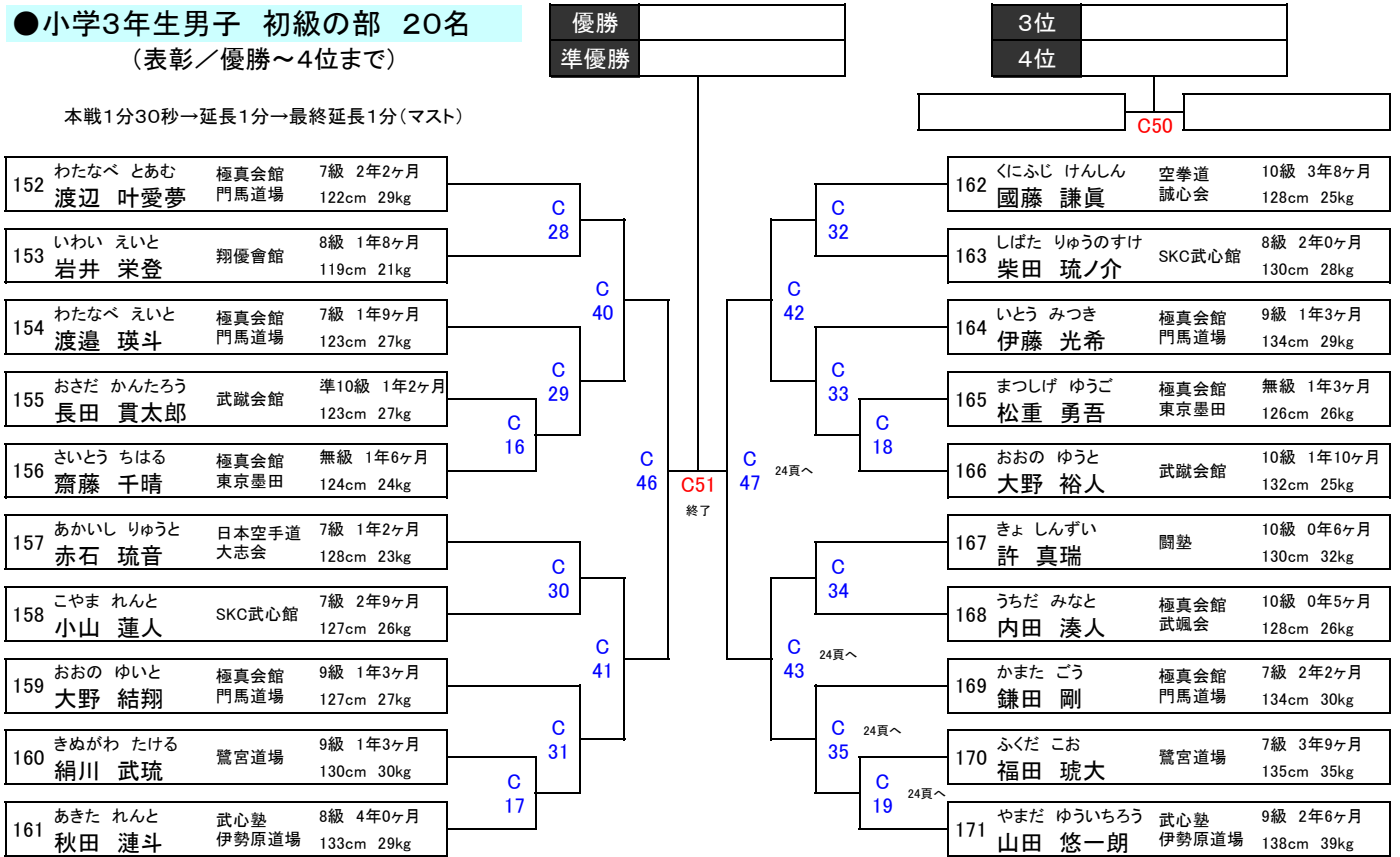 ●小学３年生男子　初級の部　２０名
（表彰／優勝～４位まで）
本戦１分３０秒→延長１分→最終延長１分（マスト）
優勝
準優勝
３位
４位
C50
152 わたなべ　とあむ 極真会館 7級 2年2ヶ月
渡辺　叶愛夢 門馬道場 122cm 29kg
153 いわい えいと 翔優會館 8級 1年8ヶ月
岩井　栄登 119cm 21kg
154 わたなべ えいと 極真会館 7級 1年9ヶ月
渡邉　瑛斗 門馬道場 123cm 27kg
155 おさだ かんたろう 武蹴会館 準10級 1年2ヶ月
長田　貫太郎 123cm 27kg
156 さいとう ちはる 極真会館 無級 1年6ヶ月
齋藤　千晴 東京墨田 124cm 24kg
157 あかいし りゅうと 日本空手道 7級 1年2ヶ月
赤石　琉音 大志会 128cm 23kg
158 こやま れんと SKC武心館 7級 2年9ヶ月
小山　蓮人 127cm 26kg
159 おおの ゆいと 極真会館 9級 1年3ヶ月
大野　結翔 門馬道場 127cm 27kg
160 きぬがわ たける 鷺宮道場 9級 1年3ヶ月
絹川　武琉 130cm 30kg
161 あきた れんと 武心塾 8級 4年0ヶ月
秋田　漣斗 伊勢原道場 133cm 29kg
C
28
C
40
C
29
C
16
C
46
C
30
C
41
C
31
C
17
C51
終了
C
47 24頁へ
C
32
C
42
C
33
C
18
C
34
C
43 24頁へ
C
35 24頁へ
C
19 24頁へ
162 くにふじ けんしん 空拳道 10級 3年8ヶ月
國藤　謙眞 誠心会 128cm 25kg
163 しばた りゅうのすけ SKC武心館 8級 2年0ヶ月
柴田　琉ノ介 130cm 28kg
164 いとう みつき 極真会館 9級 1年3ヶ月
伊藤　光希 門馬道場 134cm 29kg
165 まつしげ ゆうご 極真会館 無級 1年3ヶ月
松重　勇吾 東京墨田 126cm 26kg
166 おおの ゆうと 武蹴会館 10級 1年10ヶ月
大野　裕人 132cm 25kg
167 きょ しんずい 闘塾 10級 0年6ヶ月
許　真瑞 130cm 32kg
168 うちだ みなと 極真会館 10級 0年5ヶ月
内田　湊人 武颯会 128cm 26kg
169 かまた ごう 極真会館 7級 2年2ヶ月
鎌田　剛 門馬道場 134cm 30kg
170 ふくだ こお 鷺宮道場 7級 3年9ヶ月
福田　琥大 135cm 35kg
171 やまだ ゆういちろう 武心塾 9級 2年6ヶ月
山田　悠一朗 伊勢原道場 138cm 39kg